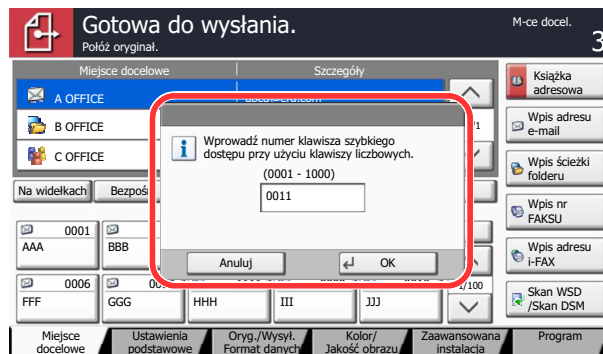 Gotowa do wysłania.
Połóż oryginał.
M-ce docel.
3
Miejsce docelowe
Szczegóły
A OFFICE
B OFFICE
C OFFICE
Wprowadź numer klawisza szybkiego
dostępu przy użyciu klawiszy liczbowych.
(0001 - 1000)
0011
Anuluj
OK
Na widełkach
0001
AAA
BBB
0006
FFF
GGG
HHH
III
JJJ
1/100
Książka
adresowa
Wpis adresu
e-mail
Wpis ścieżki
folderu
Wpis nr
FAKSU
Wpis adresu
i-FAX
Skan WSD
/Skan DSM
Miejsce
docelowe
Ustawienia
podstawowe
Oryg./Wysył.
Format danych
Kolor/
Jakość obrazu
Zaawansowana
instalacja
Program